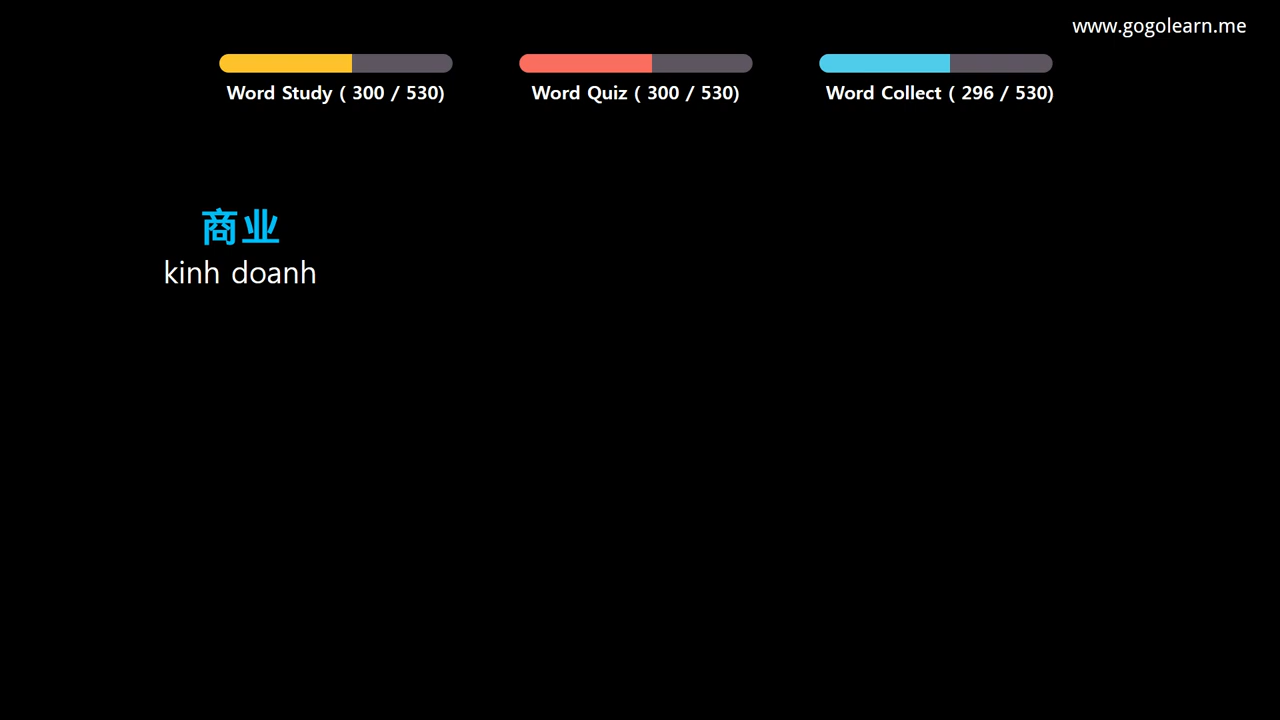 www.gogolearn.me
Word Study ( 300 / 530)
Word Quiz ( 300 / 530)
Word Collect ( 296 / 530)
商业
kinh doanh